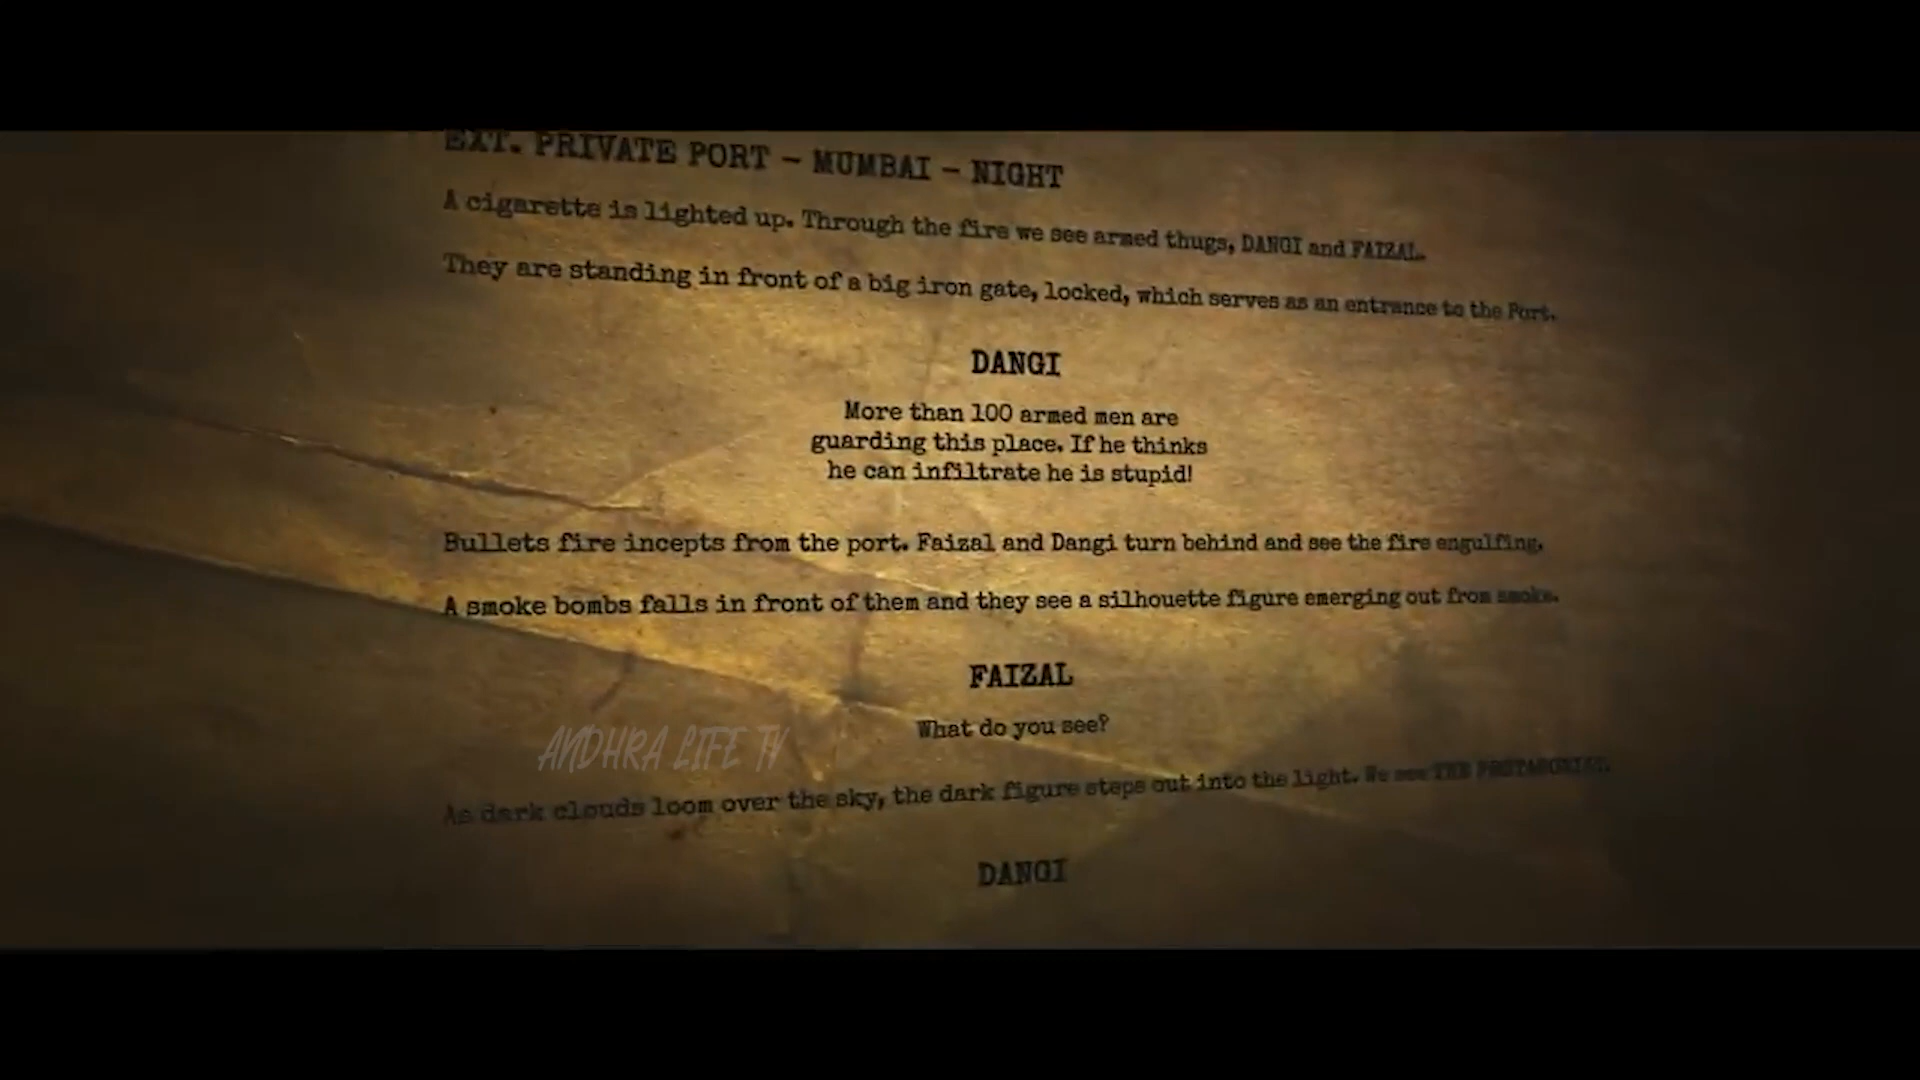 EXT. PRIVATE PORT - MUMBAI - NIGHT
A cigarette is lighted up. Through the fire we see armed thugs, DANGI and FAIZAL.
They are standing in front of a big iron gate, locked, which serves as an entrance to the Port.
DANGI
More than 100 armed men are
guarding this place. If he thinks
he can infiltrate he is stupid!
Bullets fire incepts from the port. Faizal and Dangi turn behind and see the fire engulfing.
A smoke bombs falls in front of them and they see a silhouette figure emerging out from smoke.
FAIZAL
What do you see?
ANDHRA LIFE TV
As dark clouds loom over the sky, the dark figure steps out into the light. We see THE PROTAGONIST.
DANGI